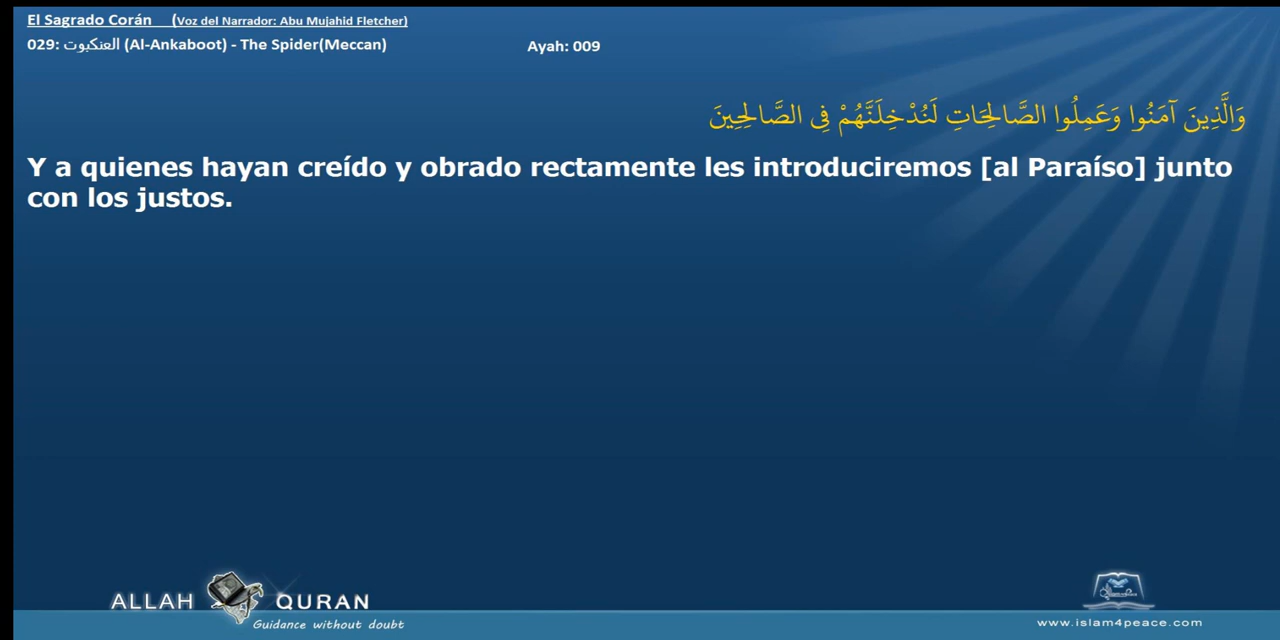 El Sagrado Corán (Voz del Narrador: Abu Mujahid Fletcher)
029: العنكبوت (Al-Ankaboot) - The Spider(Meccan) Ayah: 009
وَالَّذِينَ آمَنُوا وَعَمِلُوا الصَّالِحَاتِ لَنُدْخِلَنَّهُمْ فِي الصَّالِحِينَ
Y a quienes hayan creído y obrado rectamente les introduciremos [al Paraíso] junto
con los justos.
ALLAH QURAN
Guidance without doubt
www.islam4peace.com